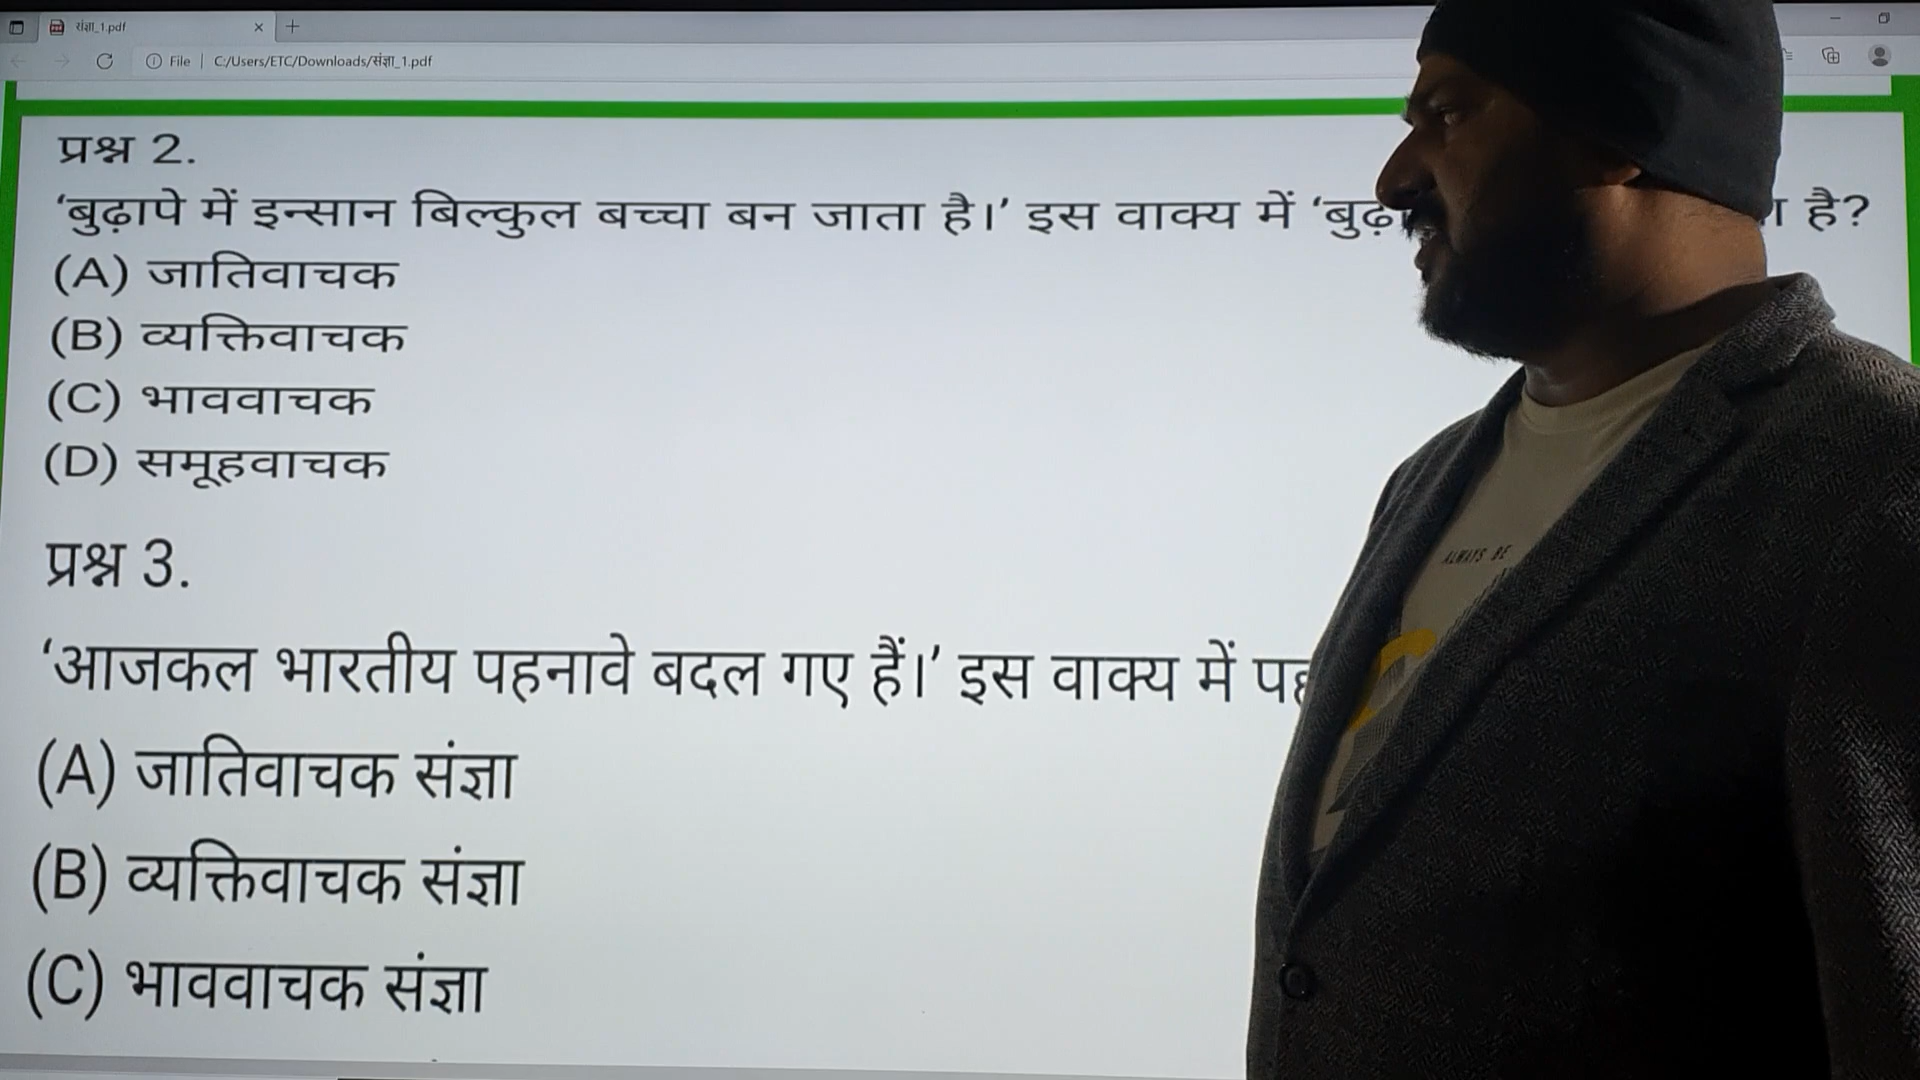 संज्ञा_1.pdf
File C:/Users/ETC/Downloads/संज्ञा_1.pdf
प्रश्न 2.
‘बुढ़ापे में इन्सान बिल्कुल बच्चा बन जाता है।’ इस वाक्य में है?
(A) जातिवाचक
(B) व्यक्तिवाचक
(C) भाववाचक
(D) समूहवाचक
प्रश्न 3.
‘आजकल भारतीय पहनावे बदल गए हैं।’ इस वाक्य में
(A) जातिवाचक संज्ञा
(B) व्यक्तिवाचक संज्ञा
(C) भाववाचक संज्ञा
ALWAYS BE